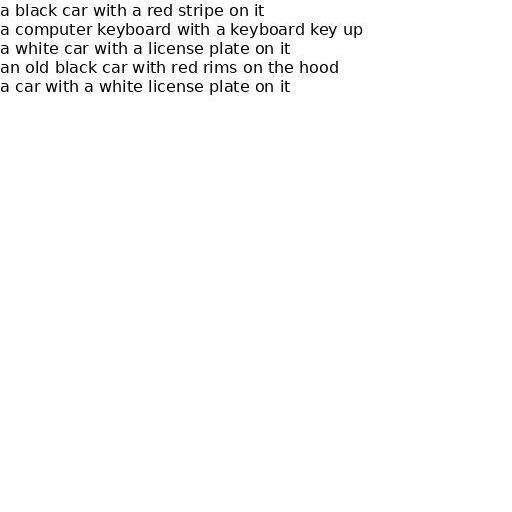 a black car with a red stripe on it
a computer keyboard with a keyboard key up
a white car with a license plate on it
an old black car with red rims on the hood
a car with a white license plate on it